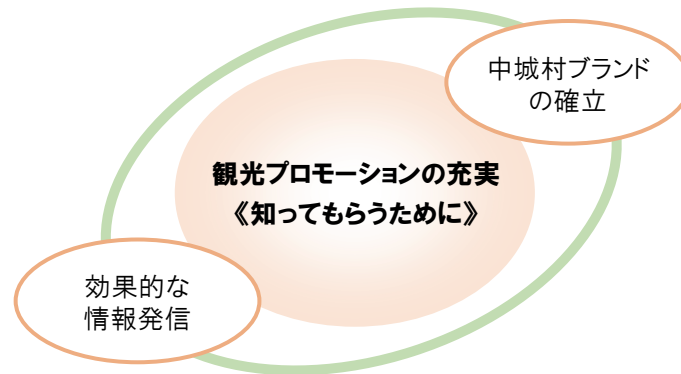 中城村ブランド
の確立
観光プロモーションの充実
《知ってもらうために》
効果的な
情報発信